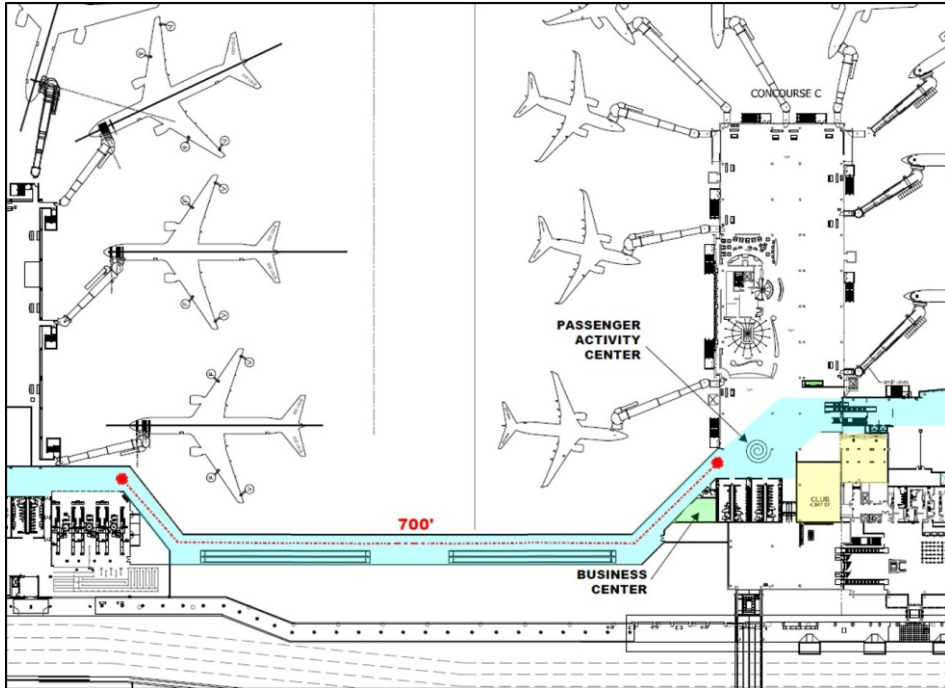 CONCOURSE C
PASSENGER
ACTIVITY
CENTER
700'
CLUB
BUSINESS
CENTER